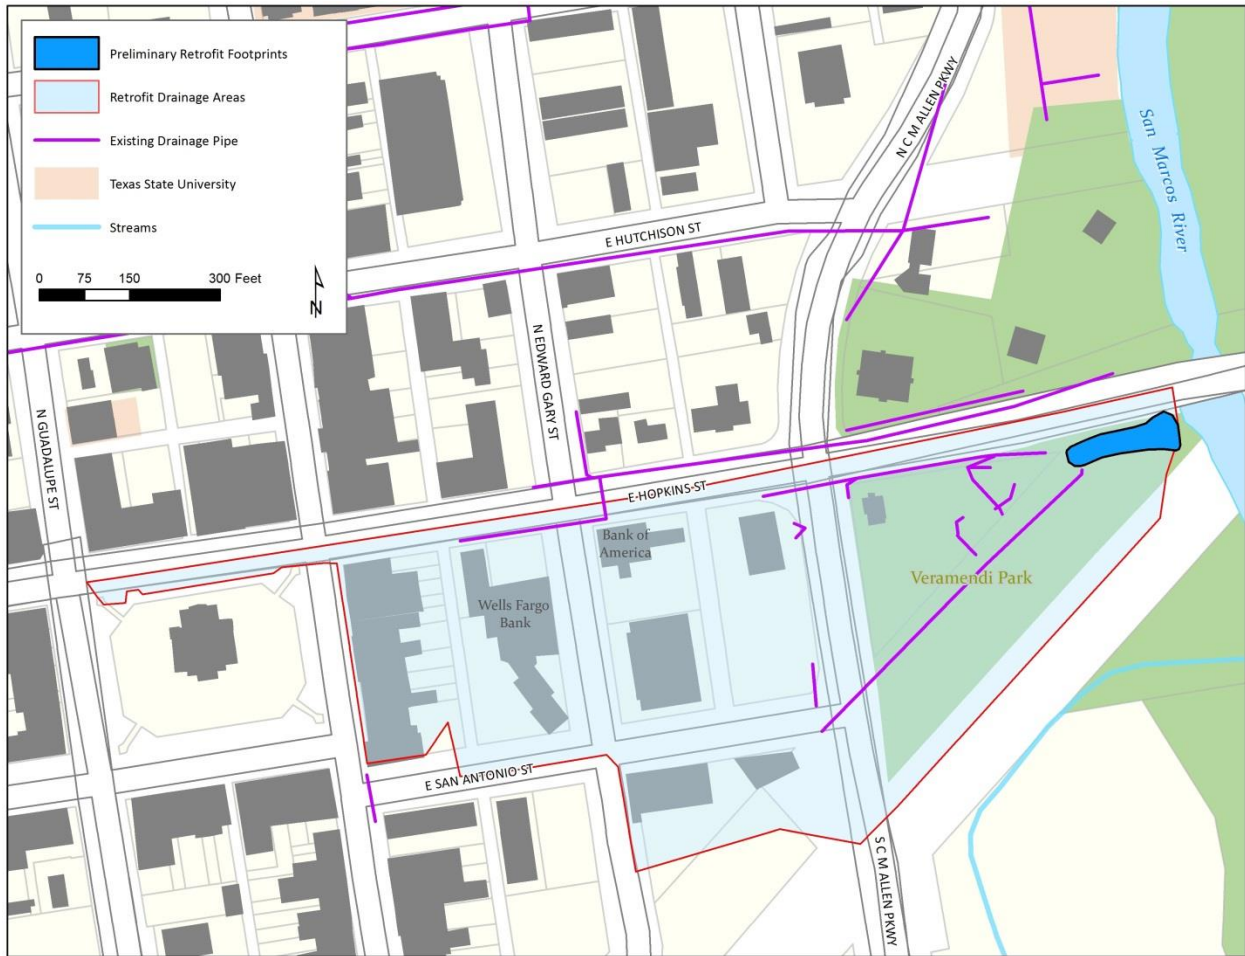 Preliminary Retrofit Footprints
Retrofit Drainage Areas
Existing Drainage Pipe
Texas State University
Streams
0 75 150 300 Feet
N
N C M ALLEN PKWY
San Marcos River
E HUTCHISON ST
N EDWARD GARY ST
N GUADALUPE ST
E HOPKINS ST
Bank of
America
Wells Fargo
Bank
Veramendi Park
E SAN ANTONIO ST
S C M ALLEN PKWY